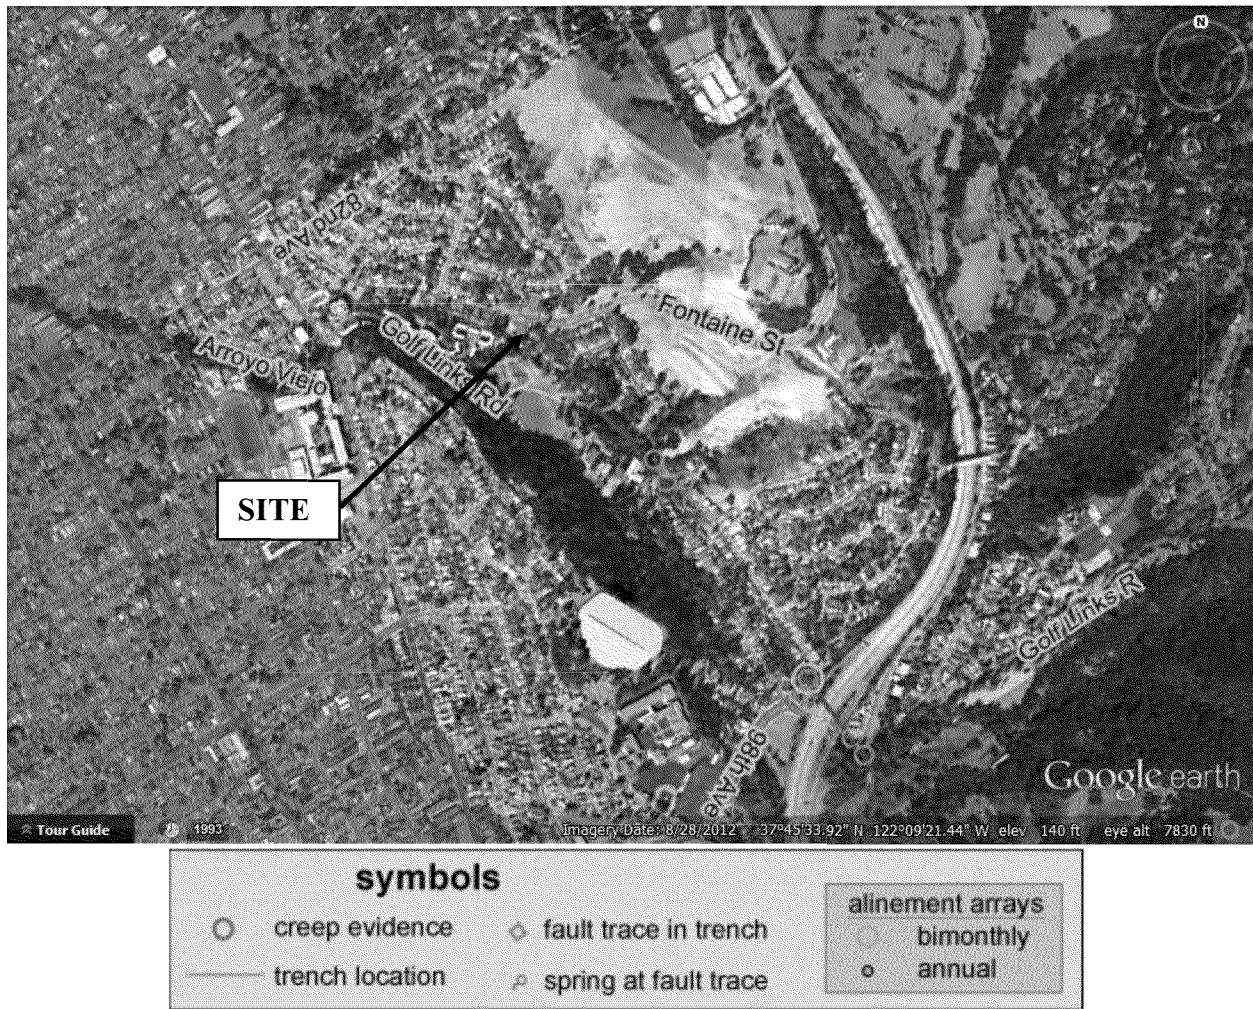 N
82nd Ave
Fontaine St
Golf Links Rd
Arroyo Viejo
SITE
Golf Links R
98th Ave
Google earth
Tour Guide
1993
Imagery Date: 8/28/2012 37°45'33.92" N 122°09'21.44" W elev 140 ft eye alt 7830 ft
symbols
creep evidence
fault trace in trench
trench location
spring at fault trace
alinement arrays
bimonthly
annual